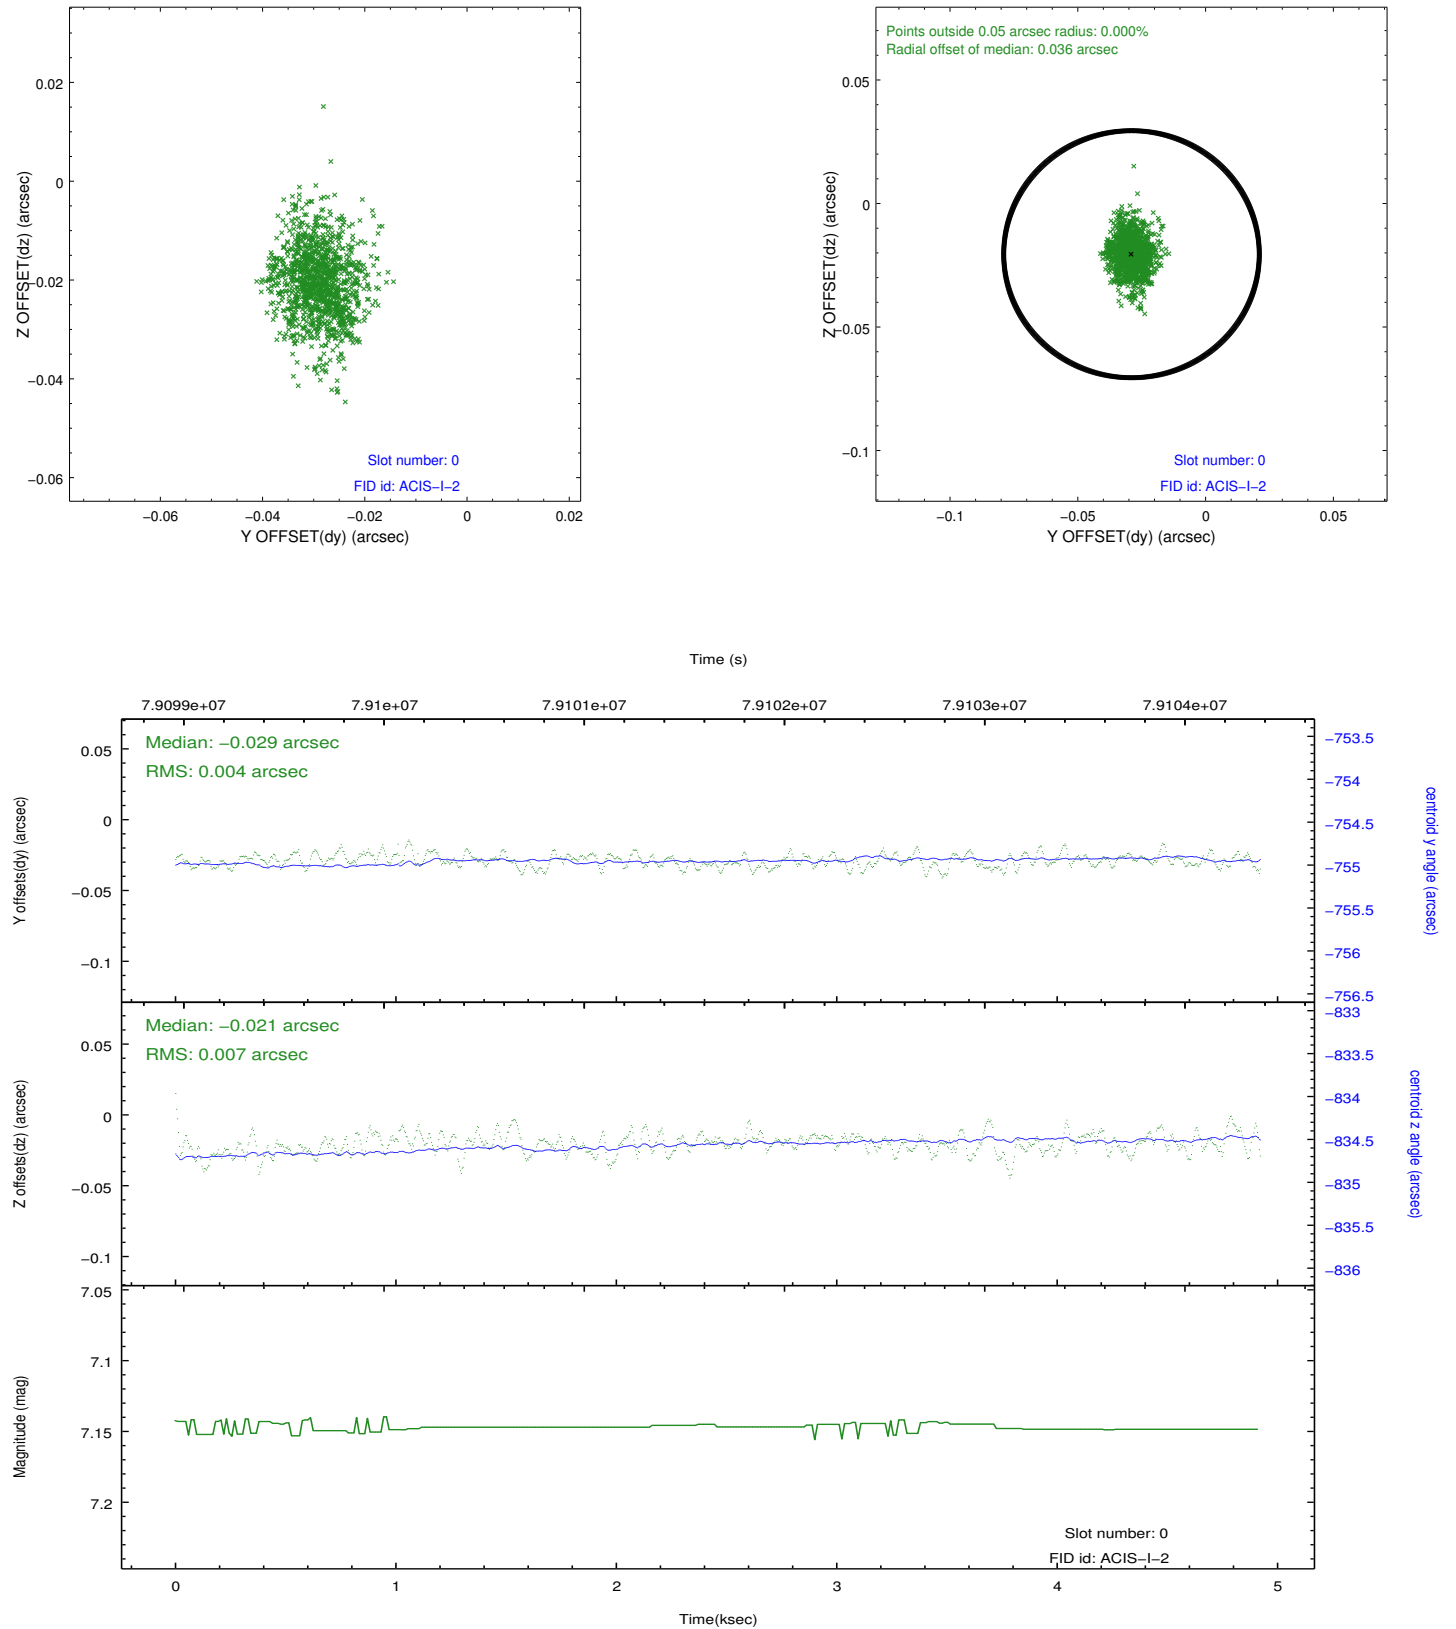 0.02
0
−0.02
−0.04
−0.06
Z OFFSET(dz) (arcsec)
Slot number: 0
FID id: ACIS−I−2
−0.06 −0.04 −0.02 0 0.02
Y OFFSET(dy) (arcsec)
Points outside 0.05 arcsec radius: 0.000%
Radial offset of median: 0.036 arcsec
0.05
0
−0.05
−0.1
Z OFFSET(dz) (arcsec)
Slot number: 0
FID id: ACIS−I−2
−0.1 −0.05 0 0.05
Y OFFSET(dy) (arcsec)
Time (s)
7.9099e+07 7.91e+07 7.9101e+07 7.9102e+07 7.9103e+07 7.9104e+07
Median: −0.029 arcsec
RMS: 0.004 arcsec
0.05
0
−0.05
−0.1
Y offsets(dy) (arcsec)
−753.5
−754
−754.5
−755
−755.5
−756
−756.5
centroid y angle (arcsec)
Median: −0.021 arcsec
RMS: 0.007 arcsec
0.05
0
−0.05
−0.1
Z offsets(dz) (arcsec)
−833
−833.5
−834
−834.5
−835
−835.5
−836
centroid z angle (arcsec)
7.05
7.1
7.15
7.2
Magnitude (mag)
Slot number: 0
FID id: ACIS−I−2
0 1 2 3 4 5
Time(ksec)